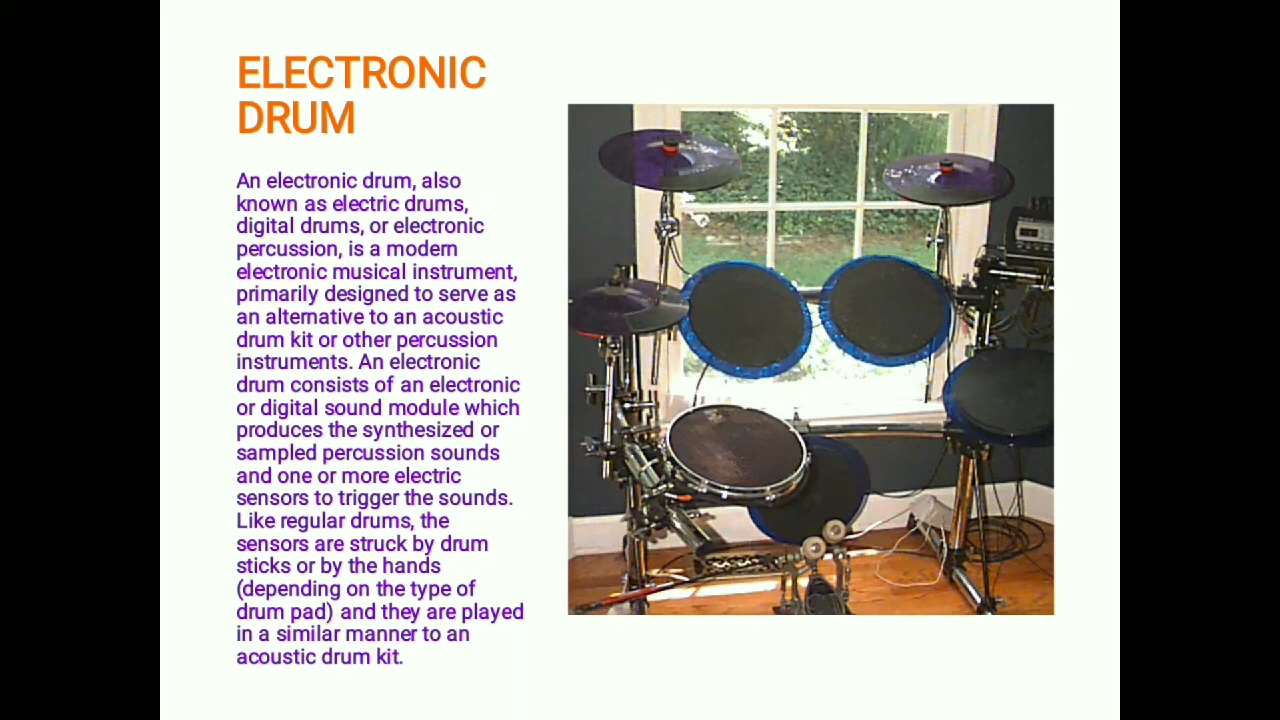 ELECTRONIC
DRUM
An electronic drum, also
known as electric drums,
digital drums, or electronic
percussion, is a modern
electronic musical instrument,
primarily designed to serve as
an alternative to an acoustic
drum kit or other percussion
instruments. An electronic
drum consists of an electronic
or digital sound module which
produces the synthesized or
sampled percussion sounds
and one or more electric
sensors to trigger the sounds.
Like regular drums, the
sensors are struck by drum
sticks or by the hands
(depending on the type of
drum pad) and they are played
in a similar manner to an
acoustic drum kit.